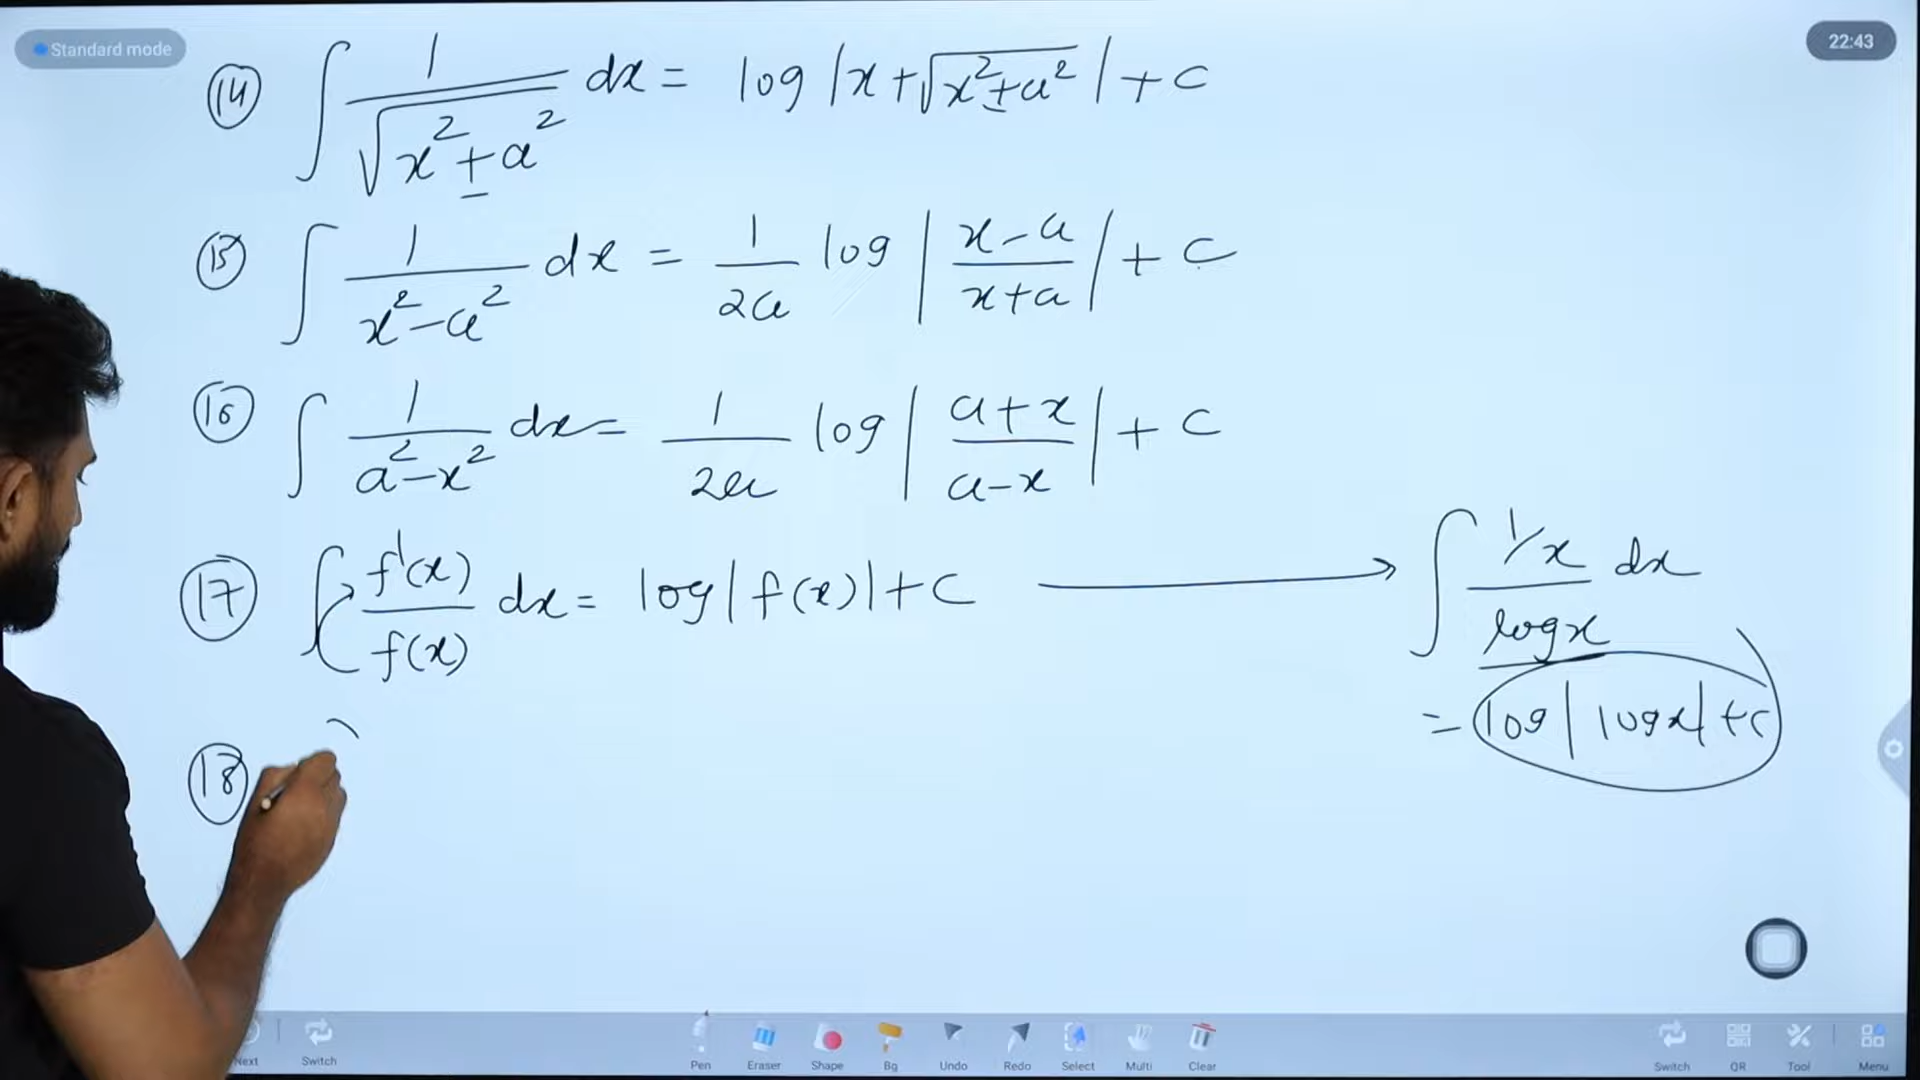 Standard mode
22:43
(14) ∫ 1/√(x² ± a²) dx = log |x + √(x² ± a²)| + c
(15) ∫ 1/(x² - a²) dx = 1/2a log |(x - a)/(x + a)| + c
(16) ∫ 1/(a² - x²) dx = 1/2a log |(a + x)/(a - x)| + c
(17) ∫ f'(x)/f(x) dx = log |f(x)| + c → ∫ (1/x)/(log x) dx
= log | log x | + c
(18)
Next Switch Pen Eraser Shape Bg Undo Redo Select Multi Clear Switch QR Tool Menu